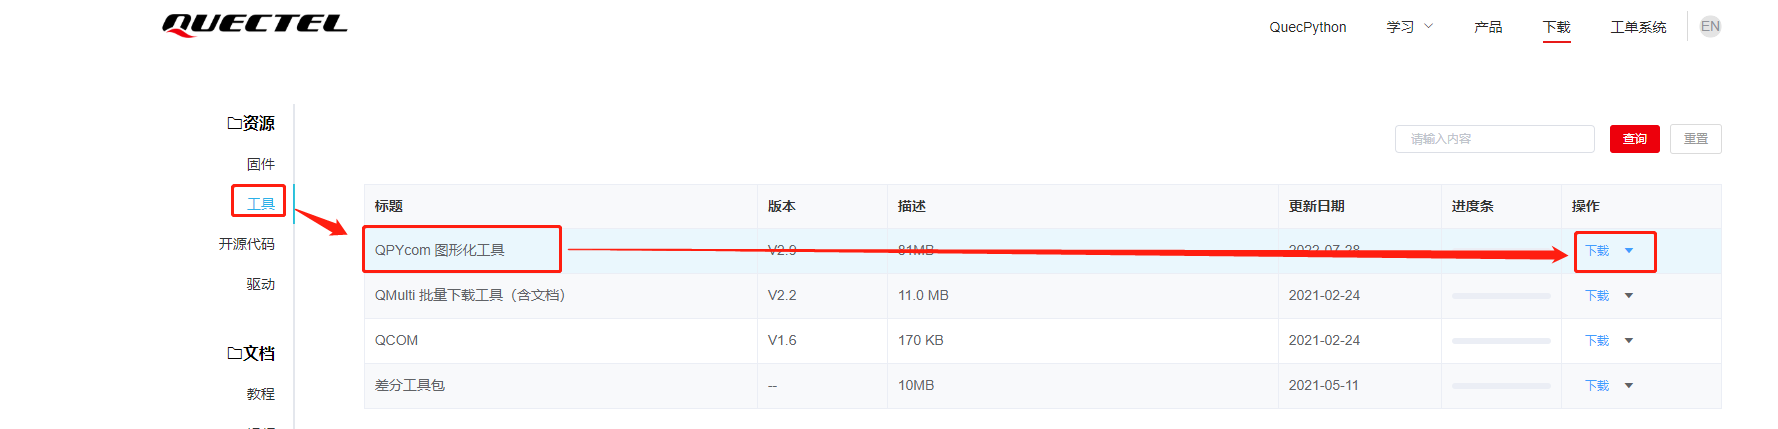 QUECTEL
QuecPython 学习 产品 下载 工单系统 EN
资源
固件
工具
开源代码
驱动
文档
教程
请输入内容 查询 重置
标题 版本 描述 更新日期 进度条 操作
QPYcom 图形化工具 V2.9 81MB 2022-07-28 下载
QMulti 批量下载工具（含文档） V2.2 11.0 MB 2021-02-24 下载
QCOM V1.6 170 KB 2021-02-24 下载
差分工具包 -- 10MB 2021-05-11 下载